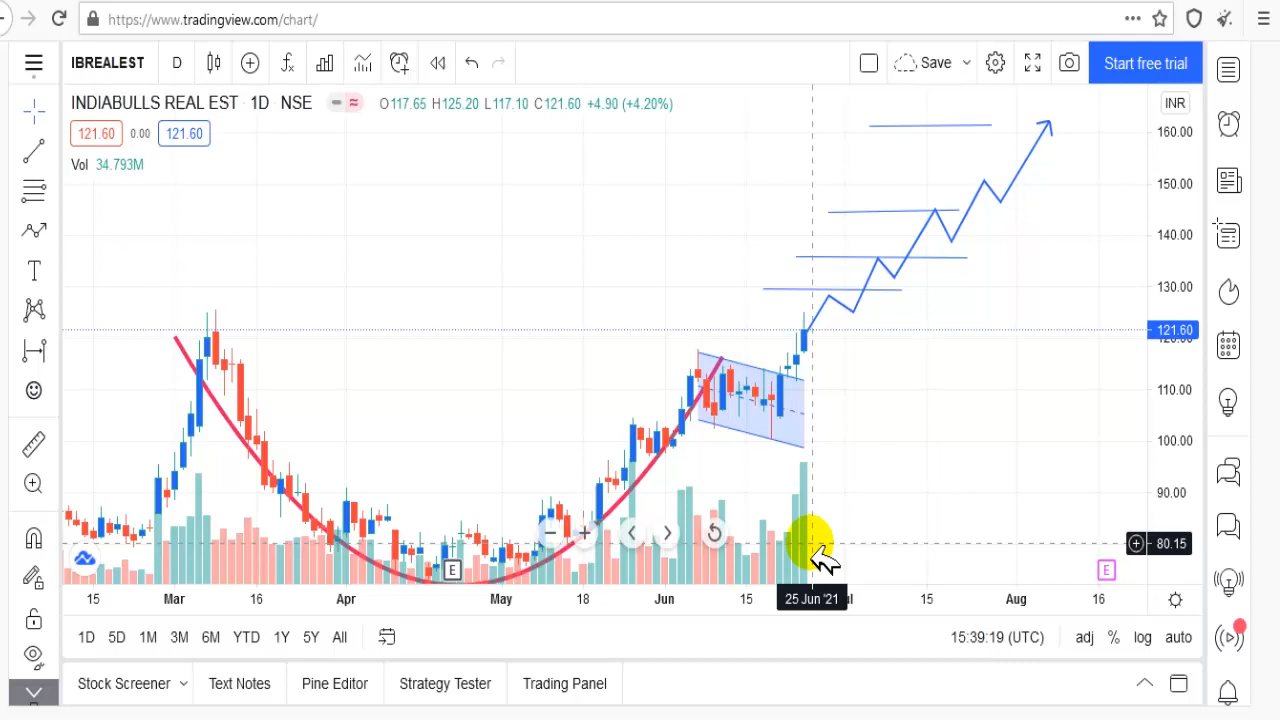 https://www.tradingview.com/chart/
IBREALEST D Save Start free trial
INDIABULLS REAL EST · 1D · NSE O117.65 H125.20 L117.10 C121.60 +4.90 (+4.20%) INR
121.60 0.00 121.60
Vol 34.793M
160.00
150.00
140.00
130.00
121.60
120.00
110.00
100.00
90.00
80.15
E E
15 Mar 16 Apr May 18 Jun 15 25 Jun '21 15 Aug 16
1D 5D 1M 3M 6M YTD 1Y 5Y All 15:39:19 (UTC) adj % log auto
Stock Screener Text Notes Pine Editor Strategy Tester Trading Panel